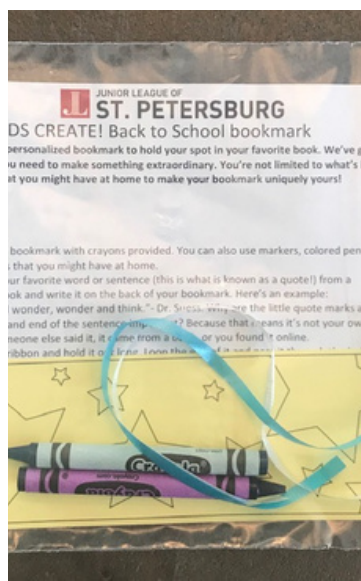 JUNIOR LEAGUE OF
ST. PETERSBURG
DS CREATE! Back to School bookmark
personalized bookmark to hold your spot in your favorite book. We've g
u need to make something extraordinary. You're not limited to what's
at you might have at home to make your bookmark uniquely yours!
bookmark with crayons provided. You can also use markers, colored pen
that you might have at home.
ur favorite word or sentence (this is what is known as a quote!) from a
ok and write it on the back of your bookmark. Here's an example:
wonder, wonder and think."- Dr. Suess. Why are the little quote marks a
and end of the sentence important? Because that means it's not your ow
meone else said it, it came from a or you found it online.
ribbon and hold it
Crayola
Crayola